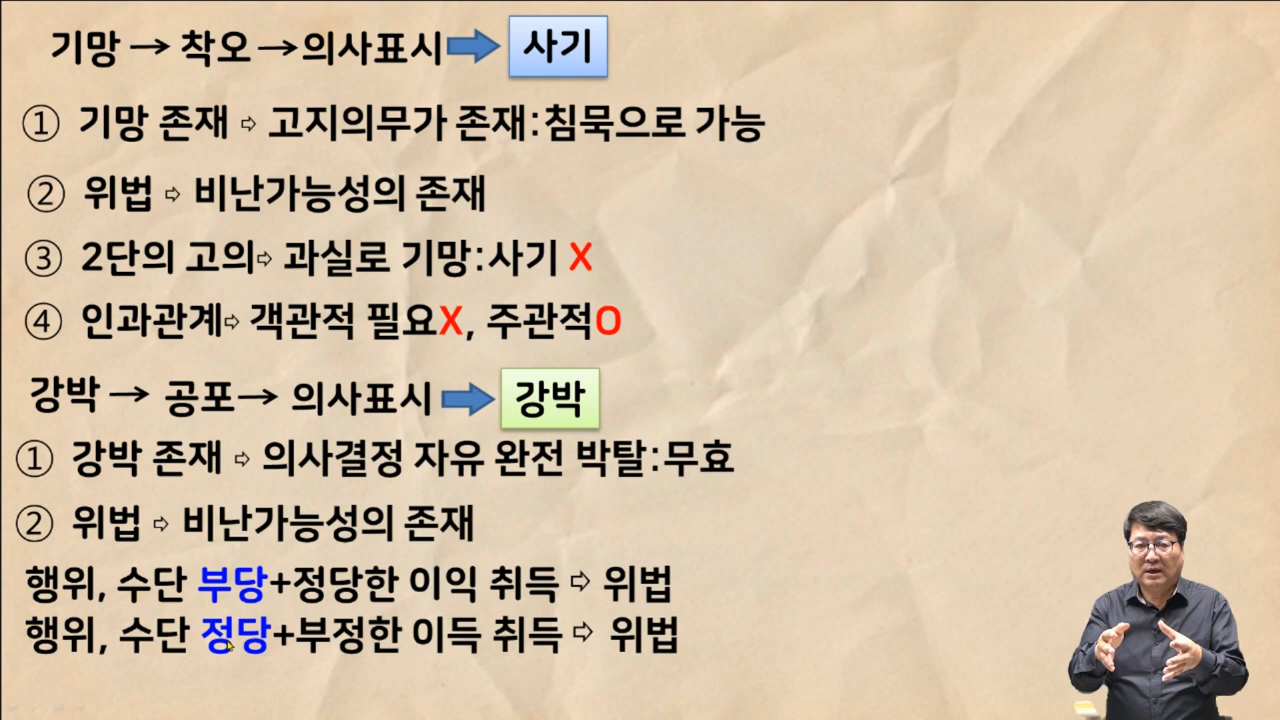 기망 → 착오 → 의사표시 ➡ 사기
① 기망 존재 ⇨ 고지의무가 존재:침묵으로 가능
② 위법 ⇨ 비난가능성의 존재
③ 2단의 고의⇨ 과실로 기망:사기 X
④ 인과관계⇨ 객관적 필요X, 주관적O
강박 → 공포→ 의사표시 ➡ 강박
① 강박 존재 ⇨ 의사결정 자유 완전 박탈:무효
② 위법 ⇨ 비난가능성의 존재
행위, 수단 부당+정당한 이익 취득 ⇨ 위법
행위, 수단 정당+부정한 이득 취득 ⇨ 위법